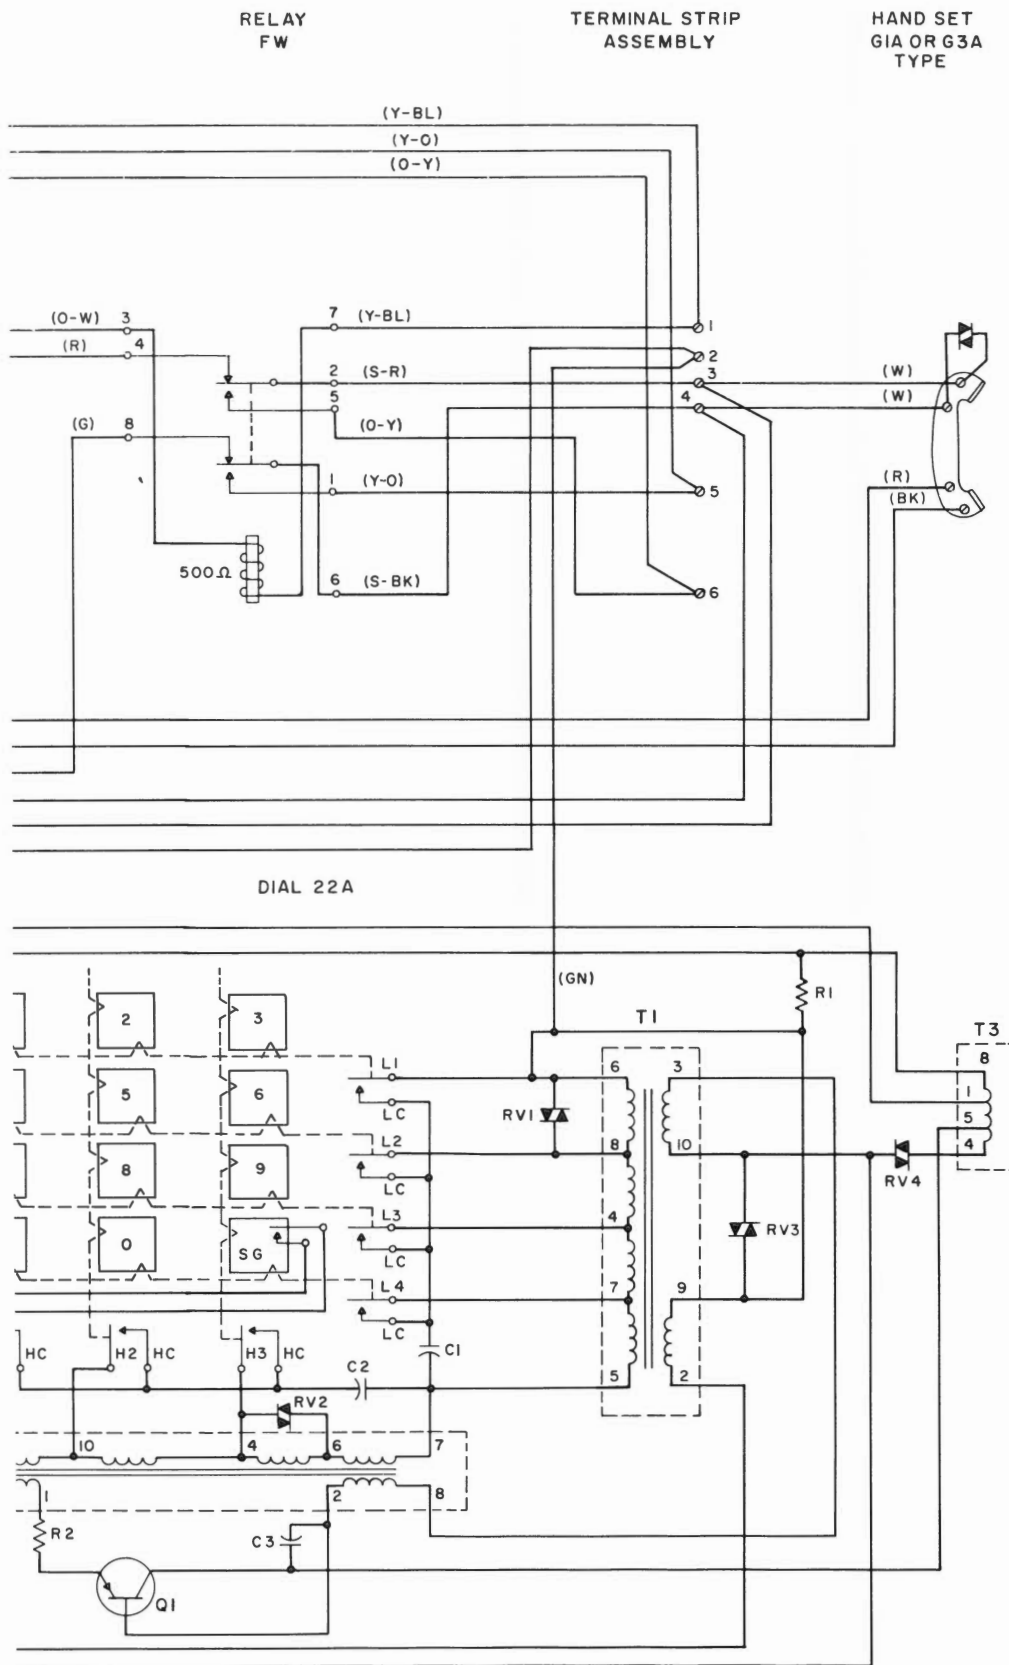 RELAY
FW
TERMINAL STRIP
ASSEMBLY
HAND SET
G1A OR G3A
TYPE
(Y-BL)
(Y-O)
(O-Y)
(O-W) 3
(R) 4
7 (Y-BL)
1
2
2 (S-R)
3
(W)
5
4
(W)
(G) 8
(O-Y)
(R)
1 (Y-O)
5
(BK)
500Ω
6 (S-BK)
6
DIAL 22A
(GN)
R1
2
3
T1
T3
8
L1
6
3
1
5
6
LC
RV1
5
L2
8
10
4
8
9
LC
RV4
L3
4
RV3
0
SG
LC
L4
7
9
LC
HC
H2
HC
H3
HC
C2
C1
5
2
RV2
10
4
6
7
1
2
8
R2
C3
Q1